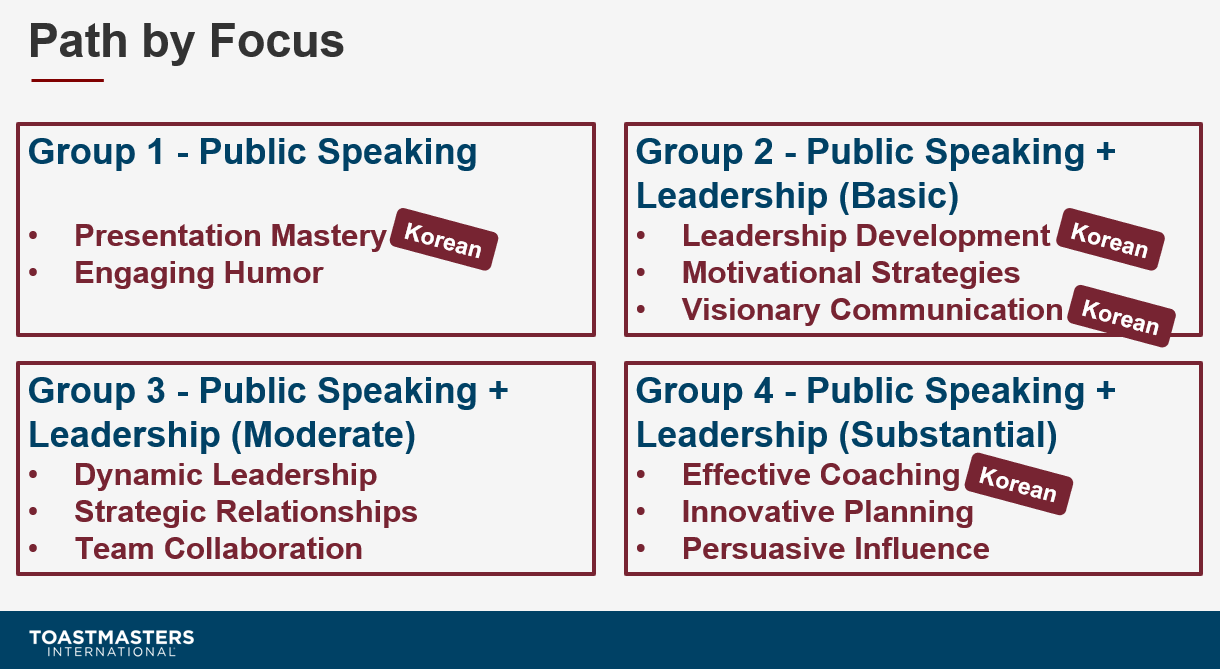 Path by Focus
Group 1 - Public Speaking
• Presentation Mastery Korean
• Engaging Humor
Group 2 - Public Speaking +
Leadership (Basic)
• Leadership Development Korean
• Motivational Strategies
• Visionary Communication Korean
Group 3 - Public Speaking +
Leadership (Moderate)
• Dynamic Leadership
• Strategic Relationships
• Team Collaboration
Group 4 - Public Speaking +
Leadership (Substantial)
• Effective Coaching Korean
• Innovative Planning
• Persuasive Influence
TOASTMASTERS
INTERNATIONAL